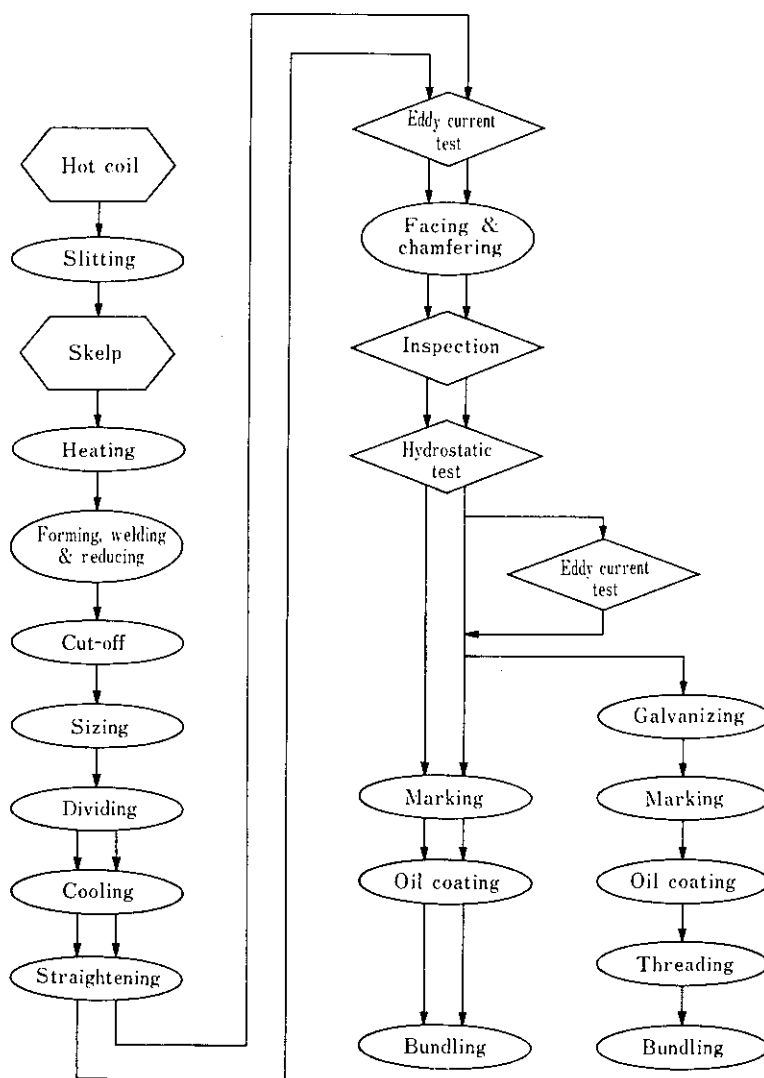 Hot coil
Slitting
Skelp
Heating
Forming, welding
& reducing
Cut-off
Sizing
Dividing
Cooling
Straightening
Eddy current
test
Facing &
chamfering
Inspection
Hydrostatic
test
Eddy current
test
Marking
Oil coating
Bundling
Galvanizing
Marking
Oil coating
Threading
Bundling